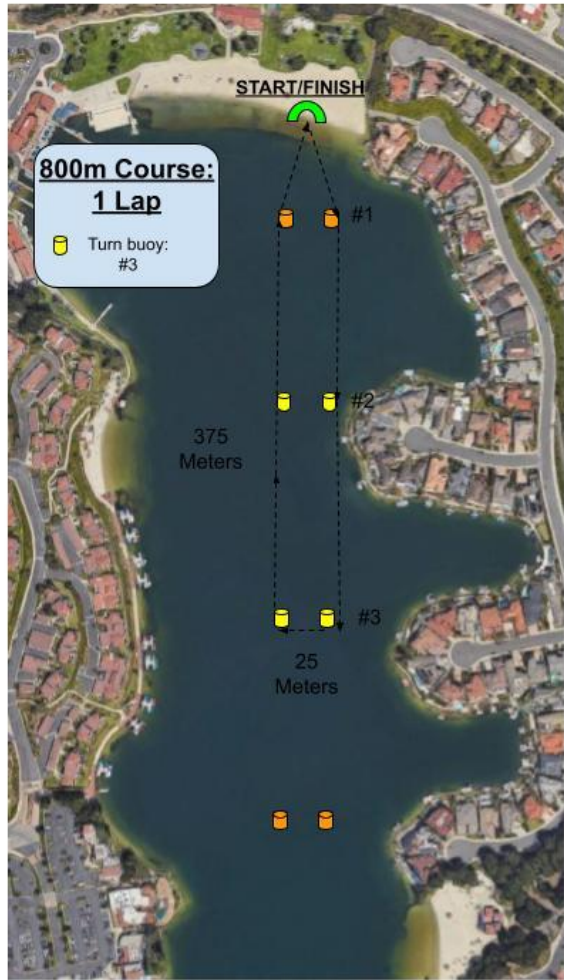 START/FINISH
800m Course:
1 Lap
Turn buoy:
#3
#1
#2
375
Meters
#3
25
Meters